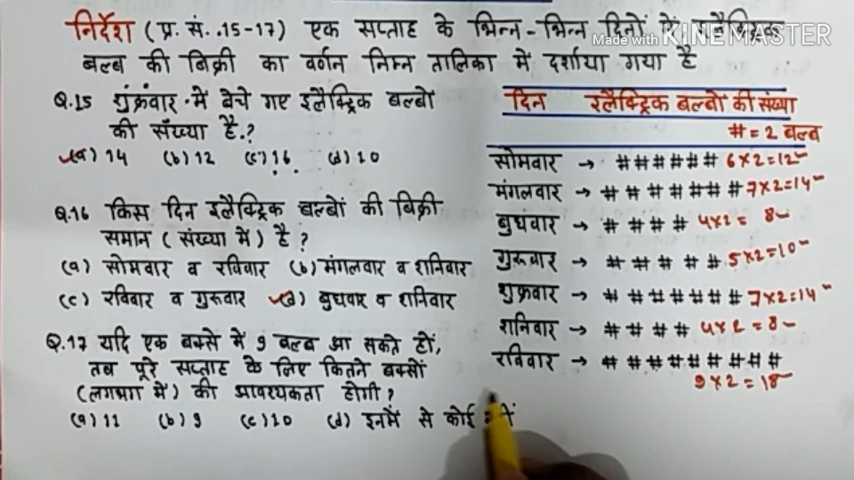 निर्देश (प्र. सं. .15-17) एक सप्ताह के भिन्न-भिन्न दिनों में
Made with KINEMASTER
बल्ब की बिक्री का वर्णन निम्न तालिका में दर्शाया गया है
Q.15 शुक्रवार में बेचे गए इलैक्ट्रिक बल्बों
की संख्या है.?
(a) 14 (b) 12 (c) 16 (d) 10
Q.16 किस दिन इलैक्ट्रिक बल्बों की बिक्री
समान (संख्या में) है ?
(a) सोमवार व रविवार (b) मंगलवार व शनिवार
(c) रविवार व गुरूवार (d) बुधवार व शनिवार
Q.17 यदि एक बक्से में 9 बल्ब आ सकते हों,
तब पूरे सप्ताह के लिए कितने बक्सों
(लगभग में) की आवश्यकता होगी ?
(a) 11 (b) 9 (c) 10 (d) इनमें से कोई
दिन इलैक्ट्रिक बल्बों की संख्या
# = 2 बल्ब
सोमवार → # # # # # # 6×2=12
मंगलवार → # # # # # # # 7×2=14
बुधवार → # # # # 4×2= 8
गुरूवार → # # # # # 5×2=10
शुक्रवार → # # # # # # # 7×2=14
शनिवार → # # # # 4×2=8
रविवार → # # # # # # # # #
9×2=18